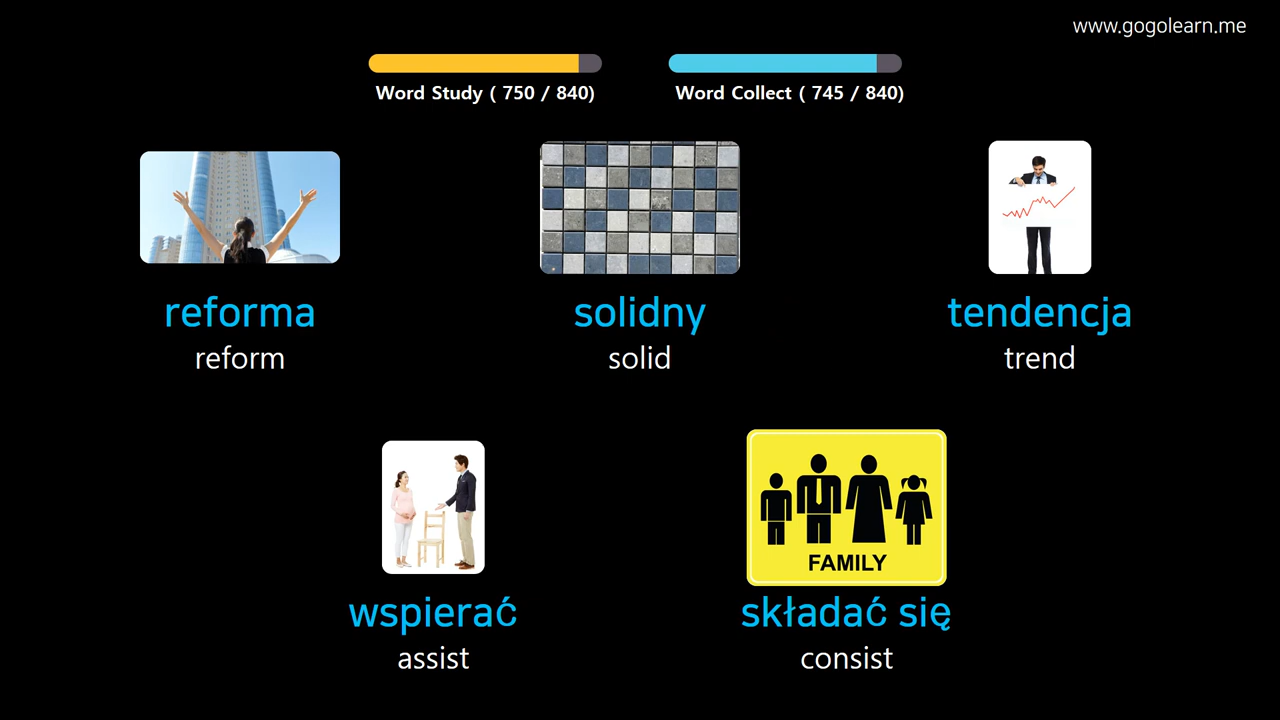 www.gogolearn.me
Word Study ( 750 / 840)
Word Collect ( 745 / 840)
reforma
reform
solidny
solid
tendencja
trend
wspierać
assist
FAMILY
składać się
consist